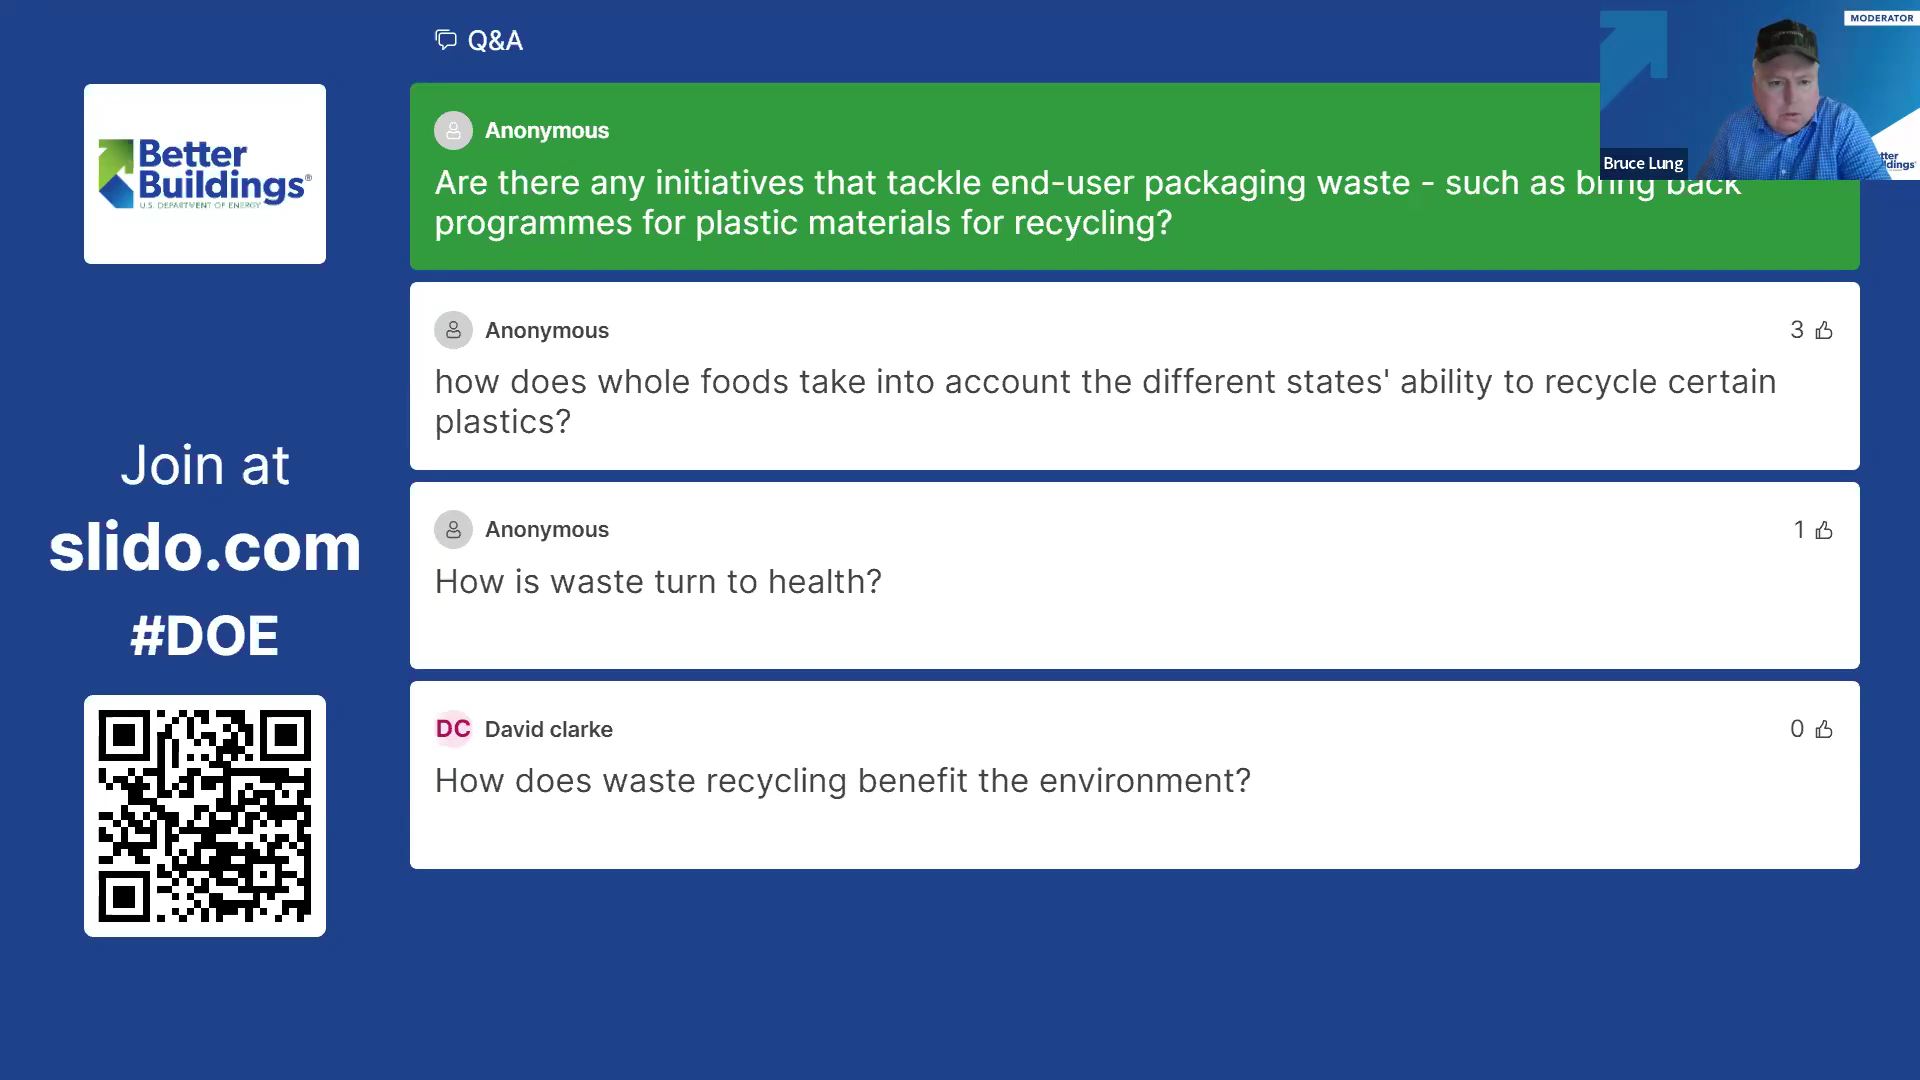 Q&A
MODERATOR
Better
Buildings®
U.S. DEPARTMENT OF ENERGY
Anonymous
Bruce Lung
Are there any initiatives that tackle end-user packaging waste - such as bring back
programmes for plastic materials for recycling?
Anonymous
3
how does whole foods take into account the different states' ability to recycle certain
plastics?
Join at
slido.com
#DOE
Anonymous
1
How is waste turn to health?
DC David clarke
0
How does waste recycling benefit the environment?